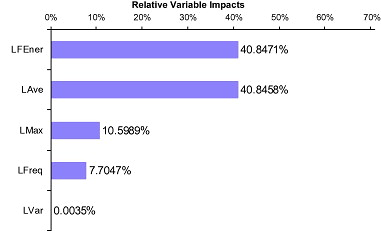 Relative Variable Impacts
0% 10% 20% 30% 40% 50% 60% 70%
LFEner 40.8471%
LAve 40.8458%
LMax 10.5989%
LFreq 7.7047%
LVar 0.0035%